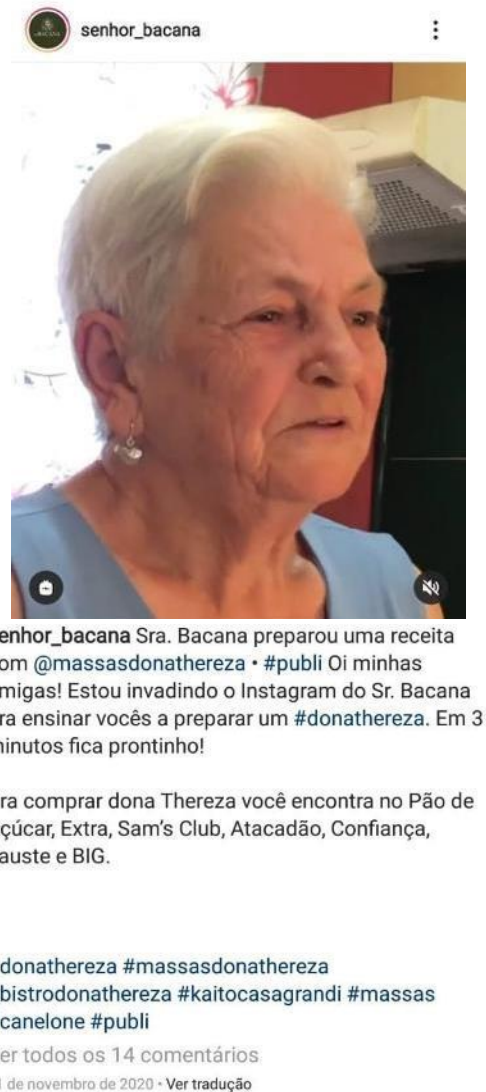 senhor_bacana
enhor_bacana Sra. Bacana preparou uma receita
om @massasdonathereza • #publi Oi minhas
migas! Estou invadindo o Instagram do Sr. Bacana
ra ensinar vocês a preparar um #donathereza. Em 3
ninutos fica prontinho!
ra comprar dona Thereza você encontra no Pão de
çúcar, Extra, Sam's Club, Atacadão, Confiança,
auste e BIG.
donathereza #massasdonathereza
bistrodonathereza #kaitocasagrandi #massas
canelone #publi
er todos os 14 comentários
1 de novembro de 2020 • Ver tradução